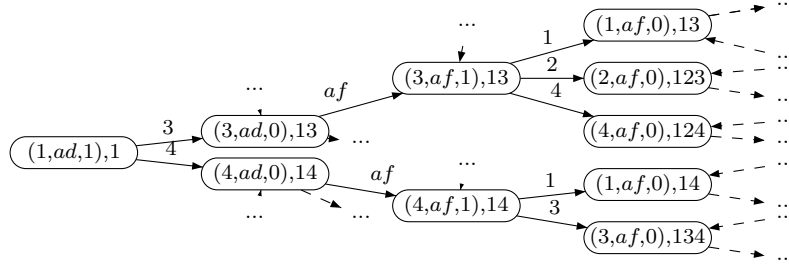 ...
(1,af,0),13
...
1
...
(3,af,1),13
2
(2,af,0),123
...
af
4
...
...
(3,ad,0),13
(4,af,0),124
...
3
...
...
(1,ad,1),1
4
(4,ad,0),14
af
...
1
(1,af,0),14
...
...
...
(4,af,1),14
3
...
...
(3,af,0),134
...